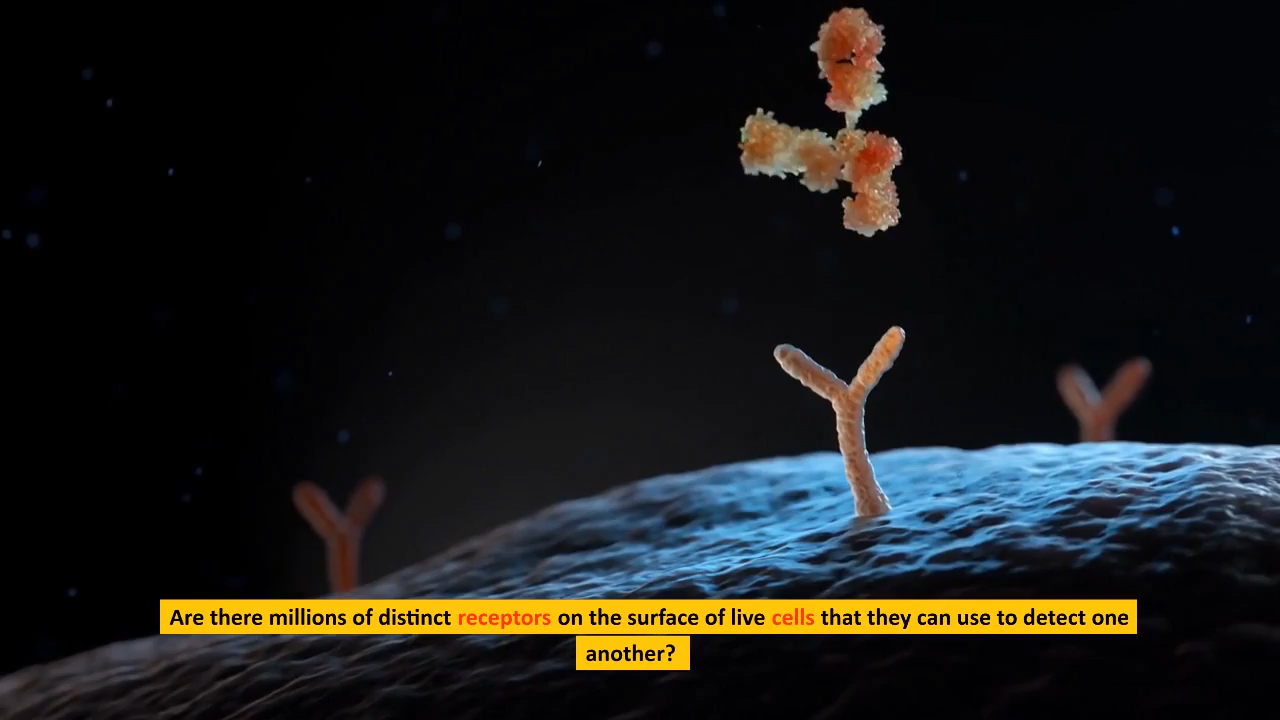 Are there millions of distinct receptors on the surface of live cells that they can use to detect one
another?